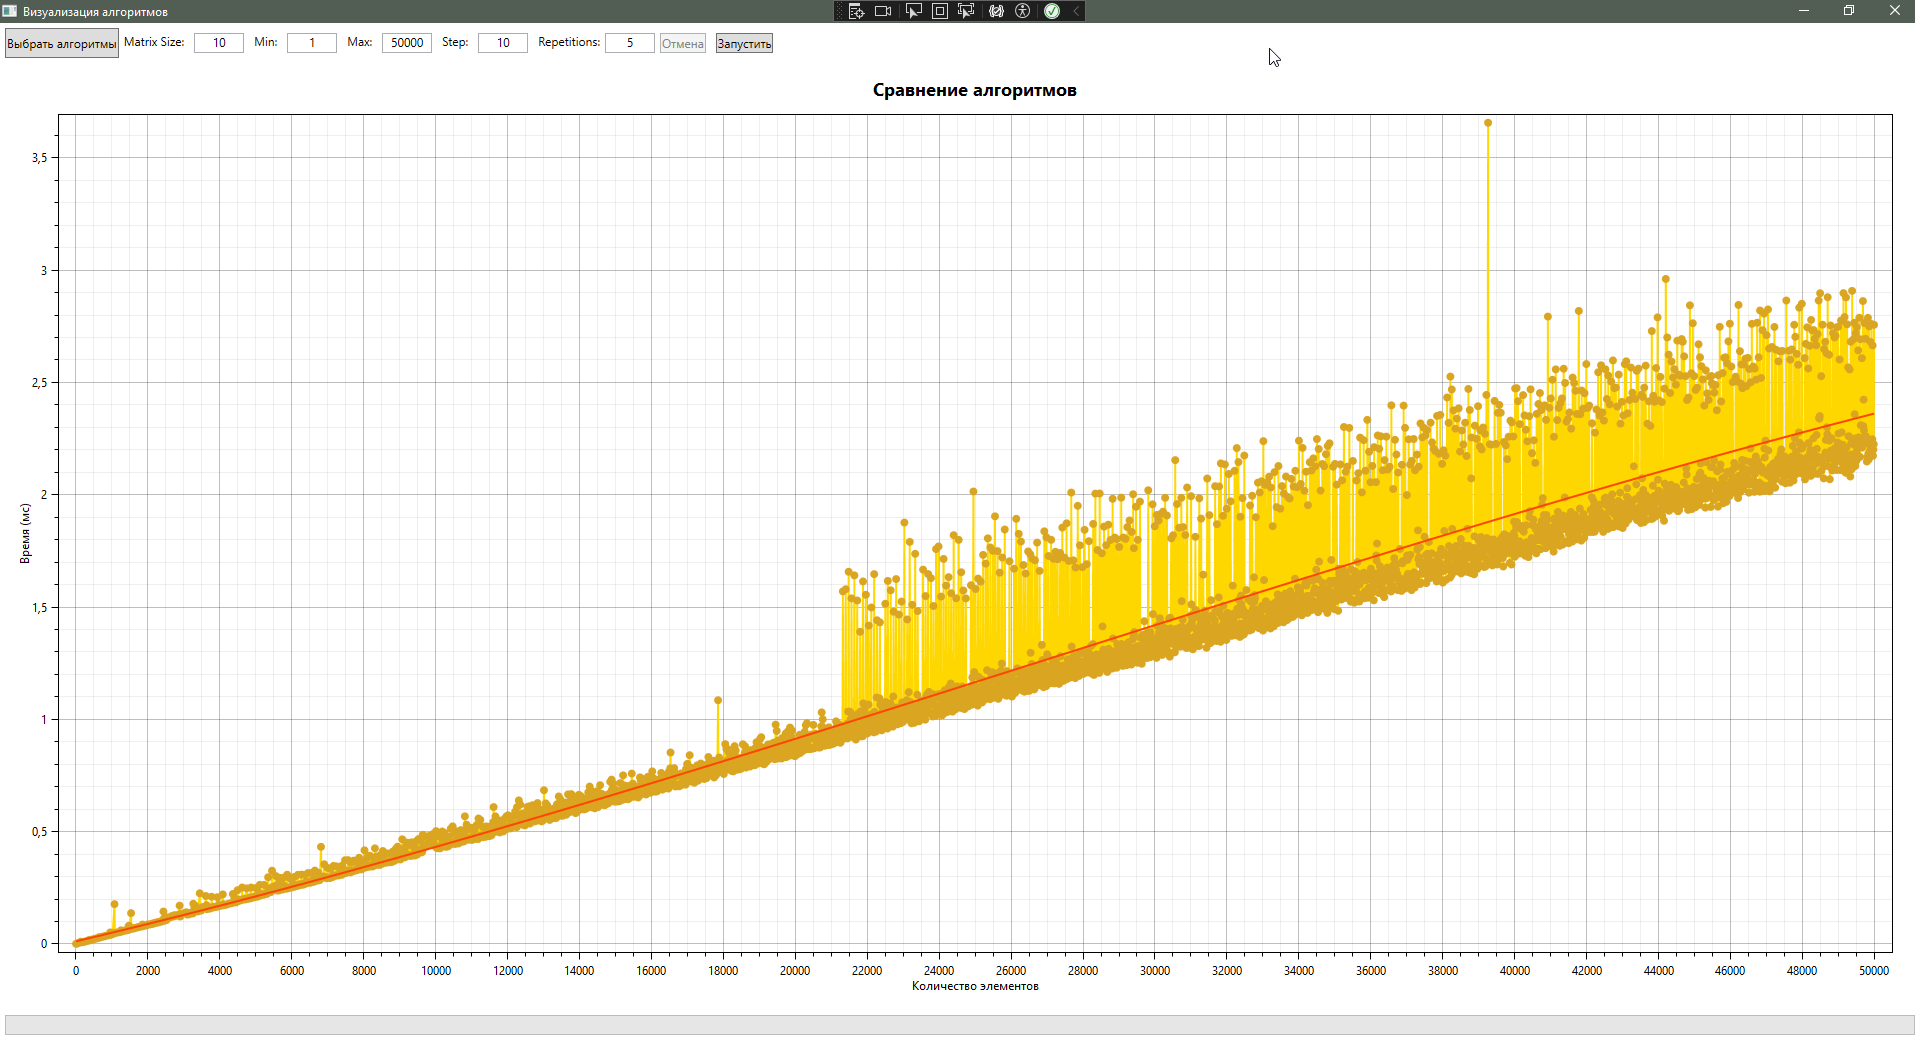 Визуализация алгоритмов
Выбрать алгоритмы Matrix Size: 10 Min: 1 Max: 50000 Step: 10 Repetitions: 5 Отмена Запустить
Сравнение алгоритмов
3,5
3
2,5
2
1,5
1
0,5
0
Время (мс)
0 2000 4000 6000 8000 10000 12000 14000 16000 18000 20000 22000 24000 26000 28000 30000 32000 34000 36000 38000 40000 42000 44000 46000 48000 50000
Количество элементов